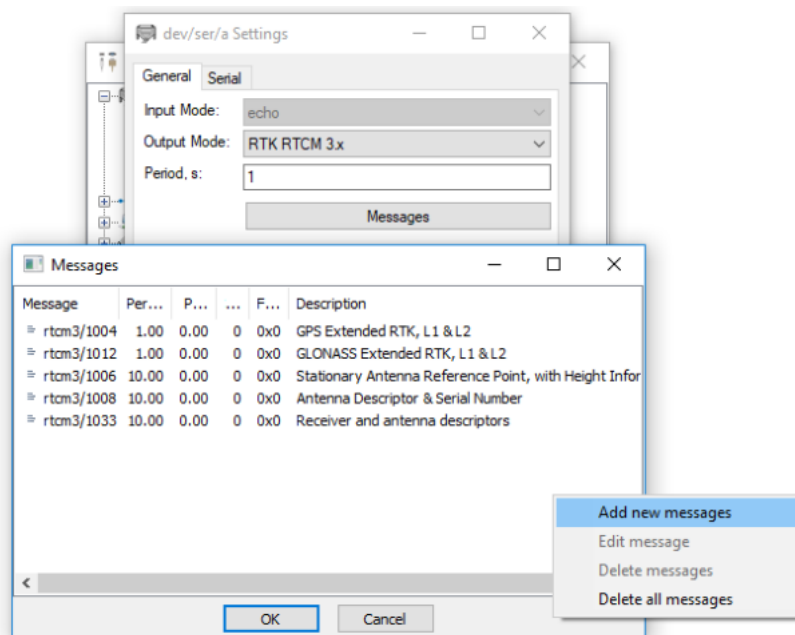 dev/ser/a Settings
General Serial
Input Mode: echo
Output Mode: RTK RTCM 3.x
Period, s: 1
Messages
Messages
Message Per... P... ... F... Description
rtcm3/1004 1.00 0.00 0 0x0 GPS Extended RTK, L1 & L2
rtcm3/1012 1.00 0.00 0 0x0 GLONASS Extended RTK, L1 & L2
rtcm3/1006 10.00 0.00 0 0x0 Stationary Antenna Reference Point, with Height Infor
rtcm3/1008 10.00 0.00 0 0x0 Antenna Descriptor & Serial Number
rtcm3/1033 10.00 0.00 0 0x0 Receiver and antenna descriptors
Add new messages
Edit message
Delete messages
Delete all messages
OK Cancel